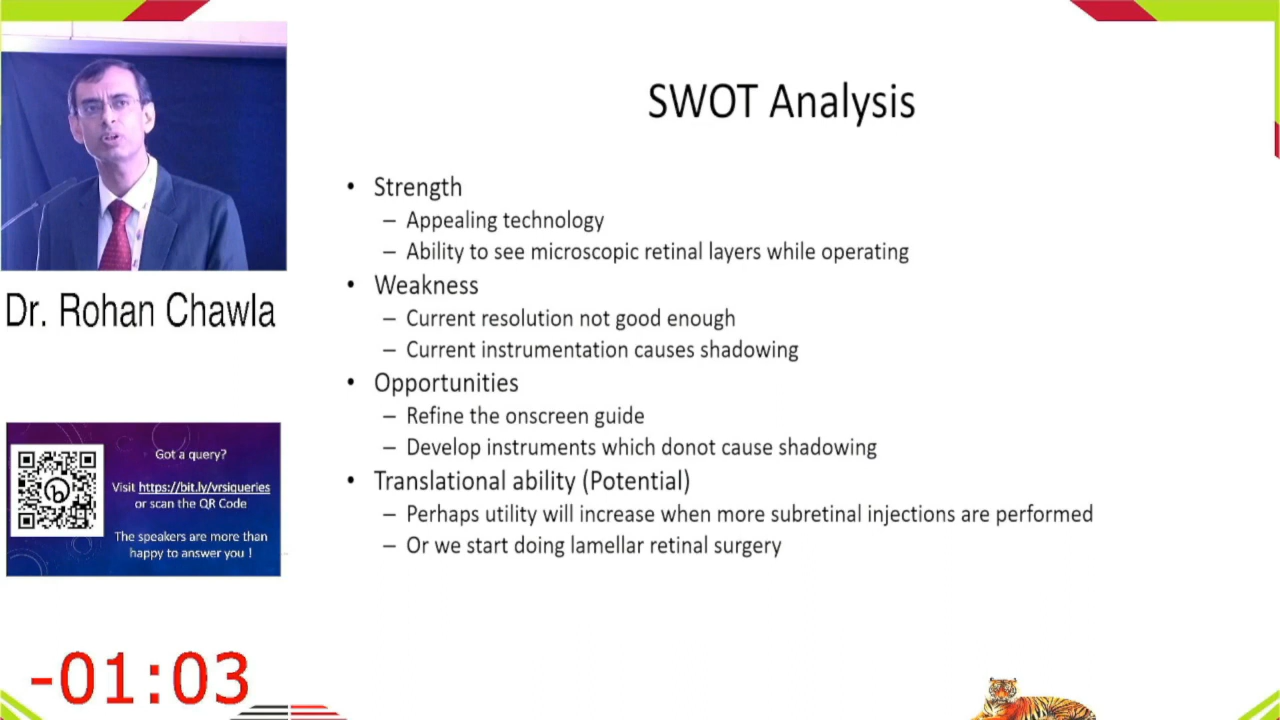 SWOT Analysis
• Strength
– Appealing technology
– Ability to see microscopic retinal layers while operating
• Weakness
– Current resolution not good enough
– Current instrumentation causes shadowing
• Opportunities
– Refine the onscreen guide
– Develop instruments which donot cause shadowing
• Translational ability (Potential)
– Perhaps utility will increase when more subretinal injections are performed
– Or we start doing lamellar retinal surgery
Dr. Rohan Chawla
Got a query?
Visit https://bit.ly/vrsiqueries
or scan the QR Code
The speakers are more than
happy to answer you !
-01:03